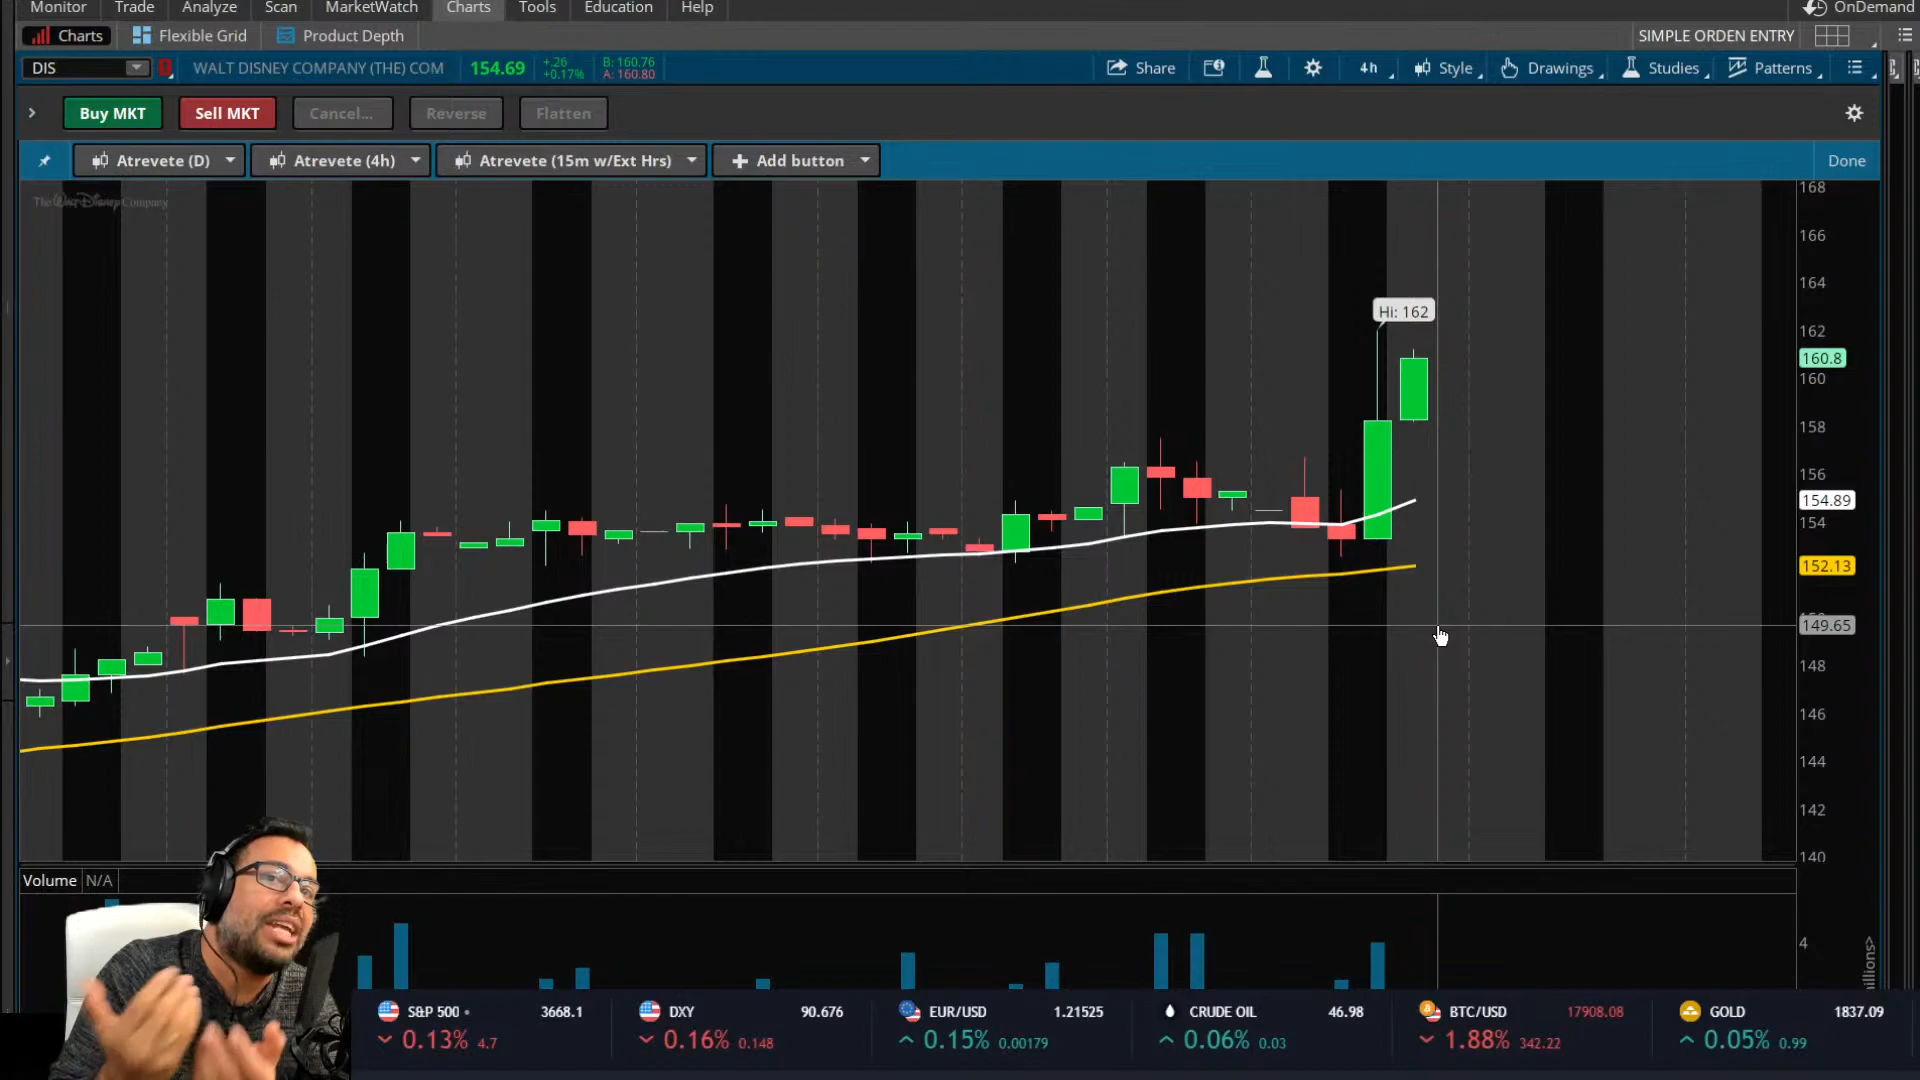 Monitor Trade Analyze Scan MarketWatch Charts Tools Education Help OnDemand
Charts Flexible Grid Product Depth SIMPLE ORDEN ENTRY
DIS WALT DISNEY COMPANY (THE) COM 154.69 +.26 +0.17% B: 160.76 A: 160.80 Share 4h Style Drawings Studies Patterns
Buy MKT Sell MKT Cancel... Reverse Flatten
Atrevete (D) Atrevete (4h) Atrevete (15m w/Ext Hrs) Add button Done
The Walt Disney Company
168
166
164
Hi: 162
162
160.8
160
158
156
154.89
154
152.13
149.65
148
146
144
142
140
Volume N/A
4
S&P 500 3668.1
0.13% 4.7
DXY 90.676
0.16% 0.148
EUR/USD 1.21525
0.15% 0.00179
CRUDE OIL 46.98
0.06% 0.03
BTC/USD 17908.08
1.88% 342.22
GOLD 1837.09
0.05% 0.99